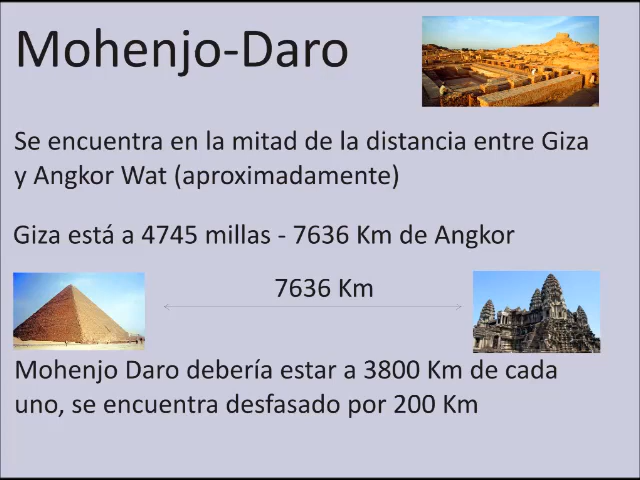 Mohenjo-Daro
Se encuentra en la mitad de la distancia entre Giza
y Angkor Wat (aproximadamente)
Giza está a 4745 millas - 7636 Km de Angkor
7636 Km
Mohenjo Daro debería estar a 3800 Km de cada
uno, se encuentra desfasado por 200 Km